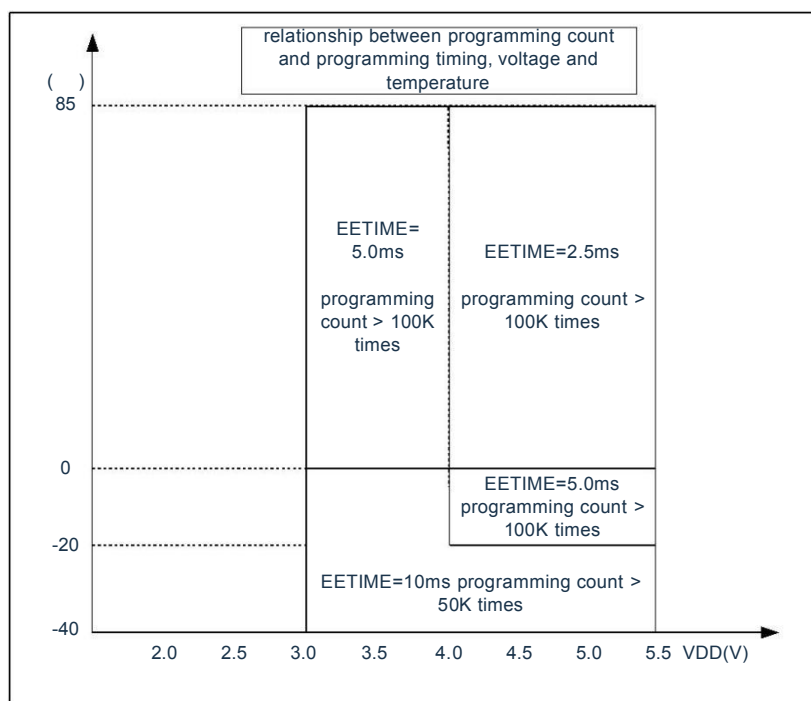 relationship between programming count
and programming timing, voltage and
temperature
( )
85
EETIME=
5.0ms
programming
count > 100K
times
EETIME=2.5ms
programming count >
100K times
0
EETIME=5.0ms
programming count >
100K times
-20
EETIME=10ms programming count >
50K times
-40
2.0 2.5 3.0 3.5 4.0 4.5 5.0 5.5 VDD(V)